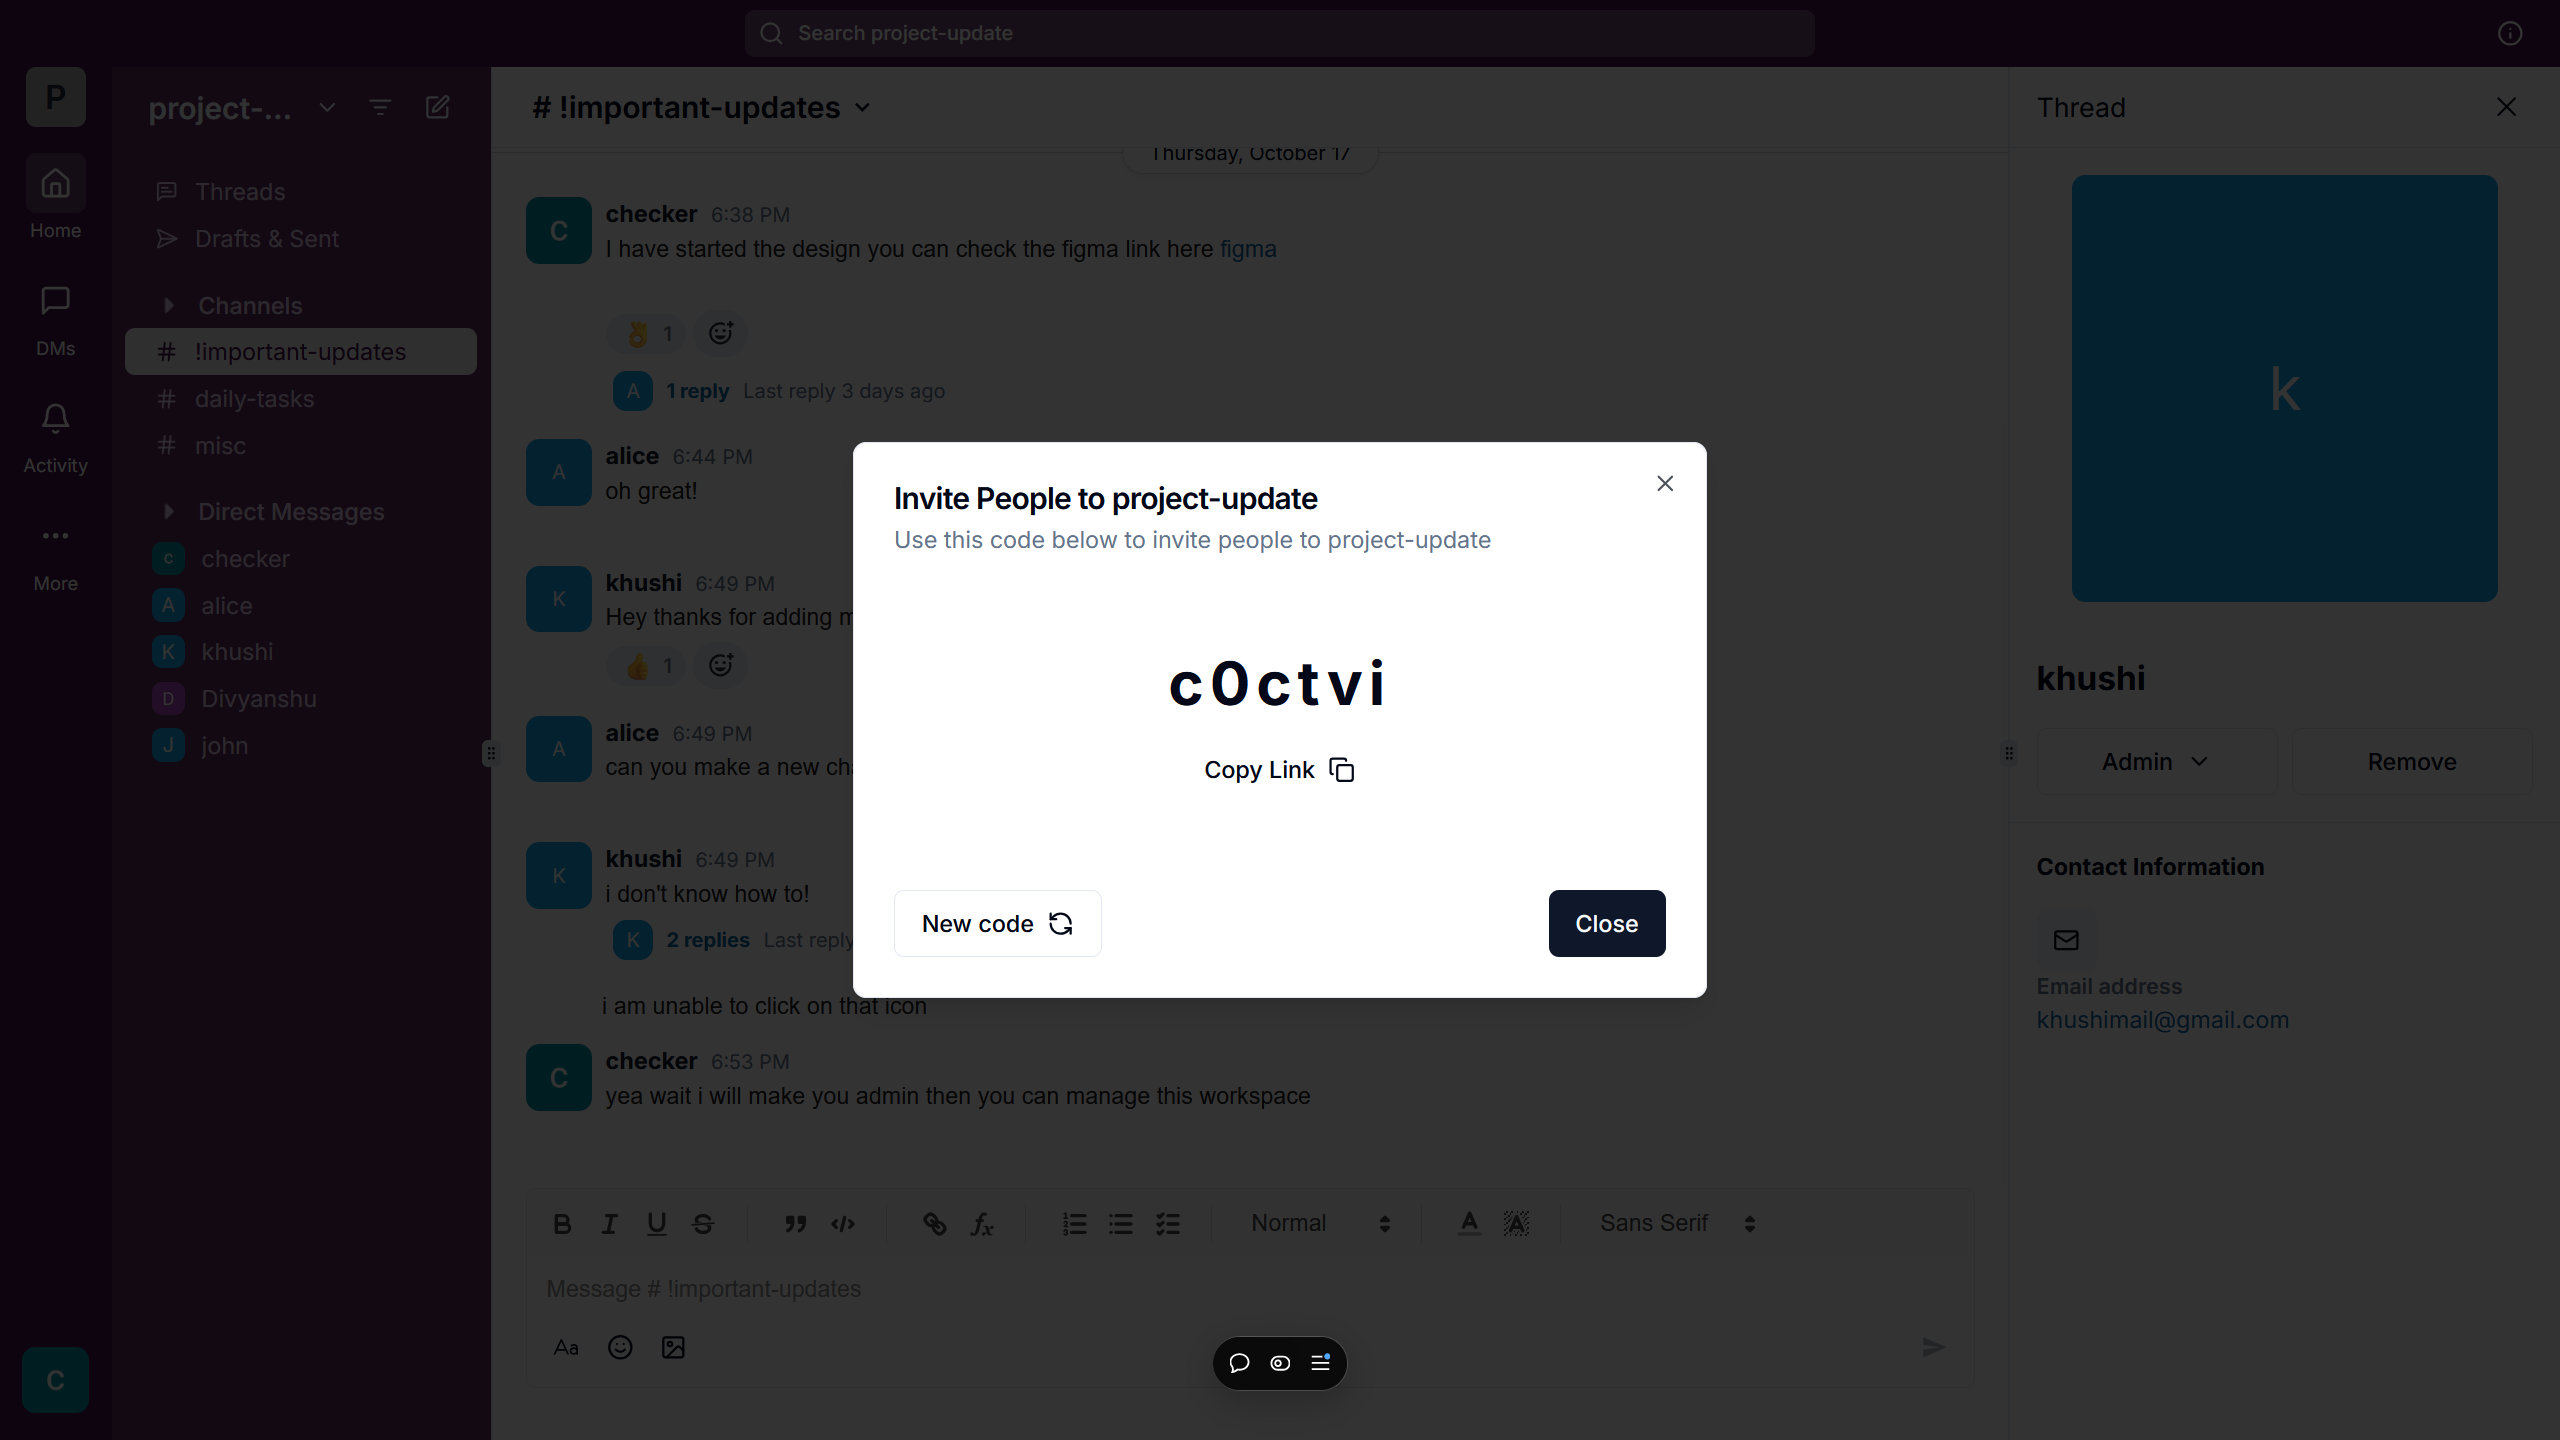 Search project-update
P
Home
DMs
Activity
More
C
project-...
Threads
Drafts & Sent
Channels
# !important-updates
# daily-tasks
# misc
Direct Messages
c checker
A alice
K khushi
D Divyanshu
J john
# !important-updates
Thursday, October 17
C
checker 6:38 PM
I have started the design you can check the figma link here figma
1
A 1 reply Last reply 3 days ago
A
alice 6:44 PM
oh great!
K
khushi 6:49 PM
Hey thanks for adding
1
A
alice 6:49 PM
can you make a new
K
khushi 6:49 PM
i don't know how to!
K 2 replies Last reply
i am unable to click on that icon
C
checker 6:53 PM
yea wait i will make you admin then you can manage this workspace
Normal
Sans Serif
Message # !important-updates
Aa
Invite People to project-update
Use this code below to invite people to project-update
c0ctvi
Copy Link
New code
Close
Thread
k
khushi
Admin
Remove
Contact Information
Email address
khushimail@gmail.com